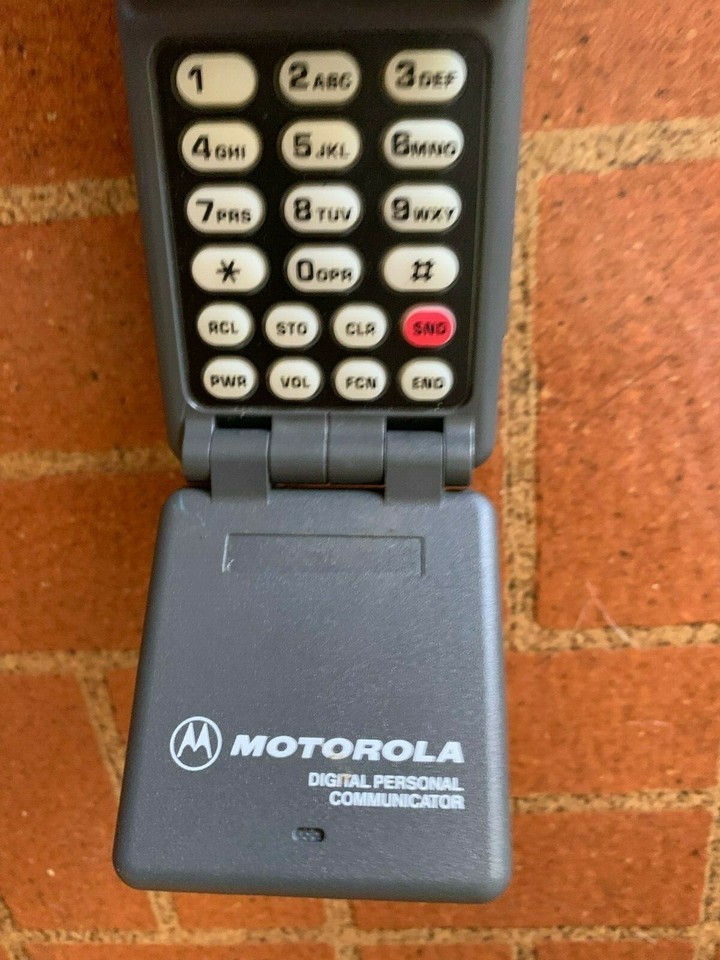 1 2ABC 3DEF
4GHI 5JKL 6MNO
7PRS 8TUV 9WXY
* 0OPR #
RCL STO CLR SND
PWR VOL FCN END
MOTOROLA
DIGITAL PERSONAL
COMMUNICATOR